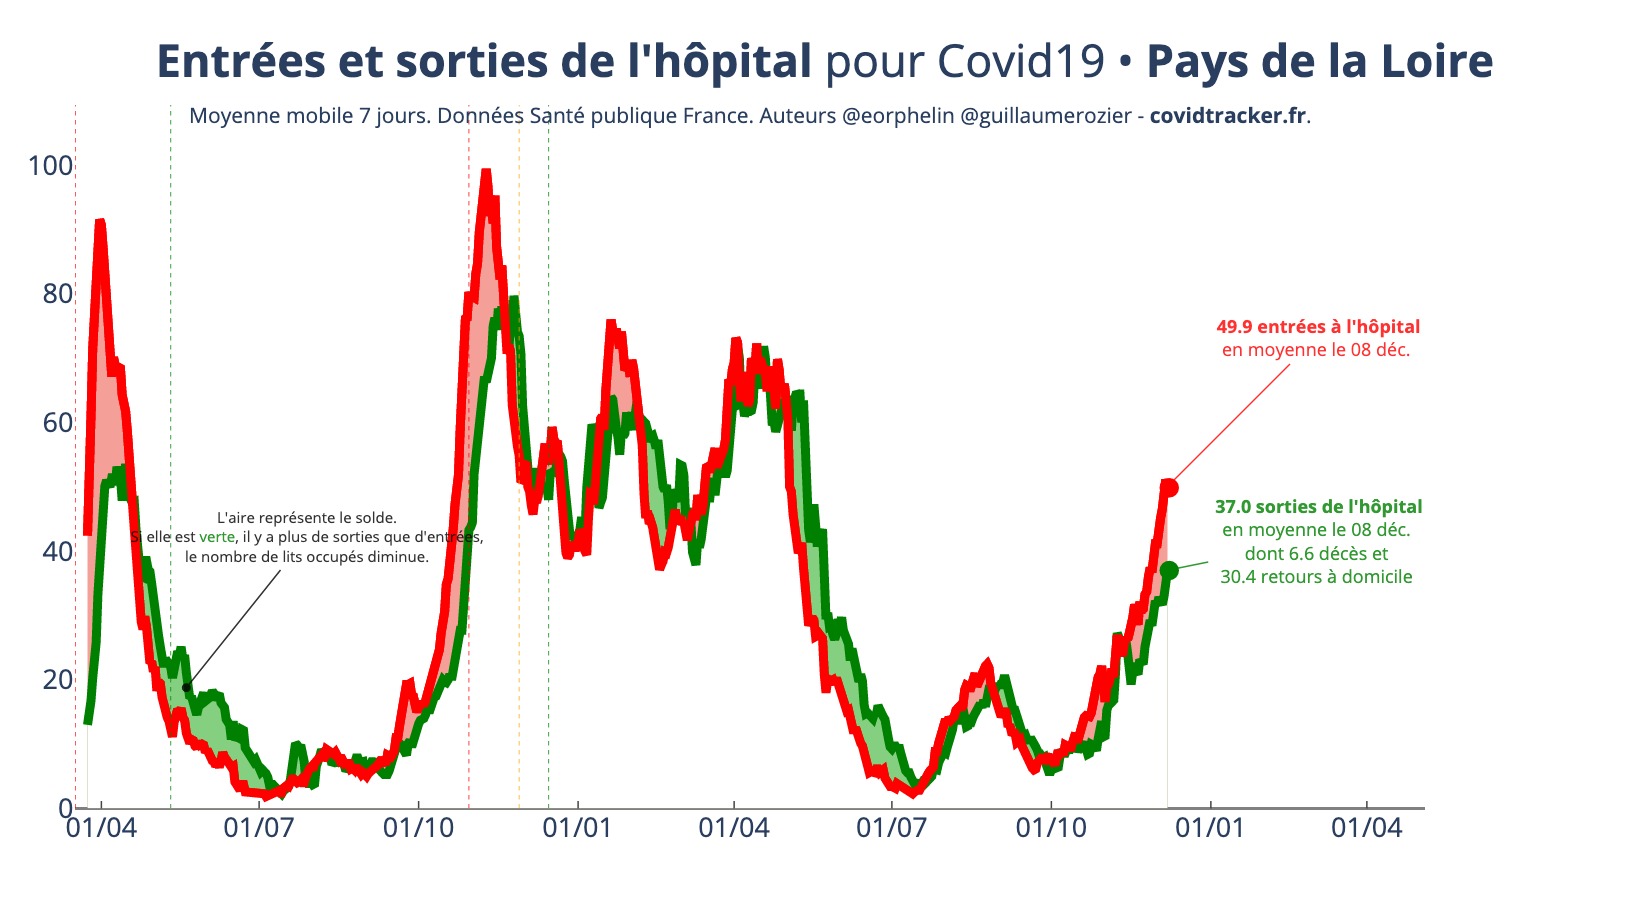 Entrées et sorties de l'hôpital pour Covid19 • Pays de la Loire
Moyenne mobile 7 jours. Données Santé publique France. Auteurs @eorphelin @guillaumerozier - covidtracker.fr.
100
80
60
40
20
0
49.9 entrées à l'hôpital
en moyenne le 08 déc.
37.0 sorties de l'hôpital
en moyenne le 08 déc.
dont 6.6 décès et
30.4 retours à domicile
L'aire représente le solde.
Si elle est verte, il y a plus de sorties que d'entrées,
le nombre de lits occupés diminue.
01/04 01/07 01/10 01/01 01/04 01/07 01/10 01/01 01/04